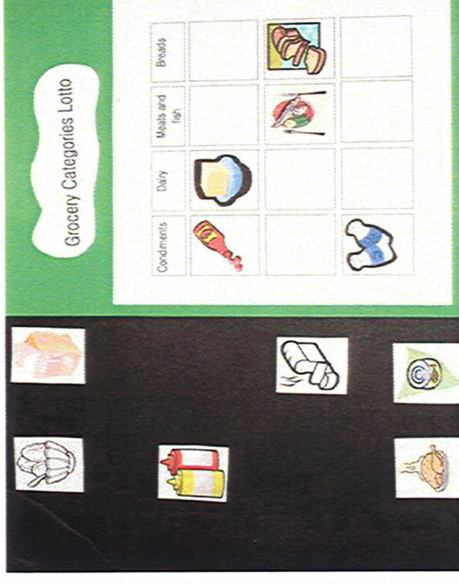 Grocery Categories Lotto
Condiments
Dairy
Meats and
fish
Breads